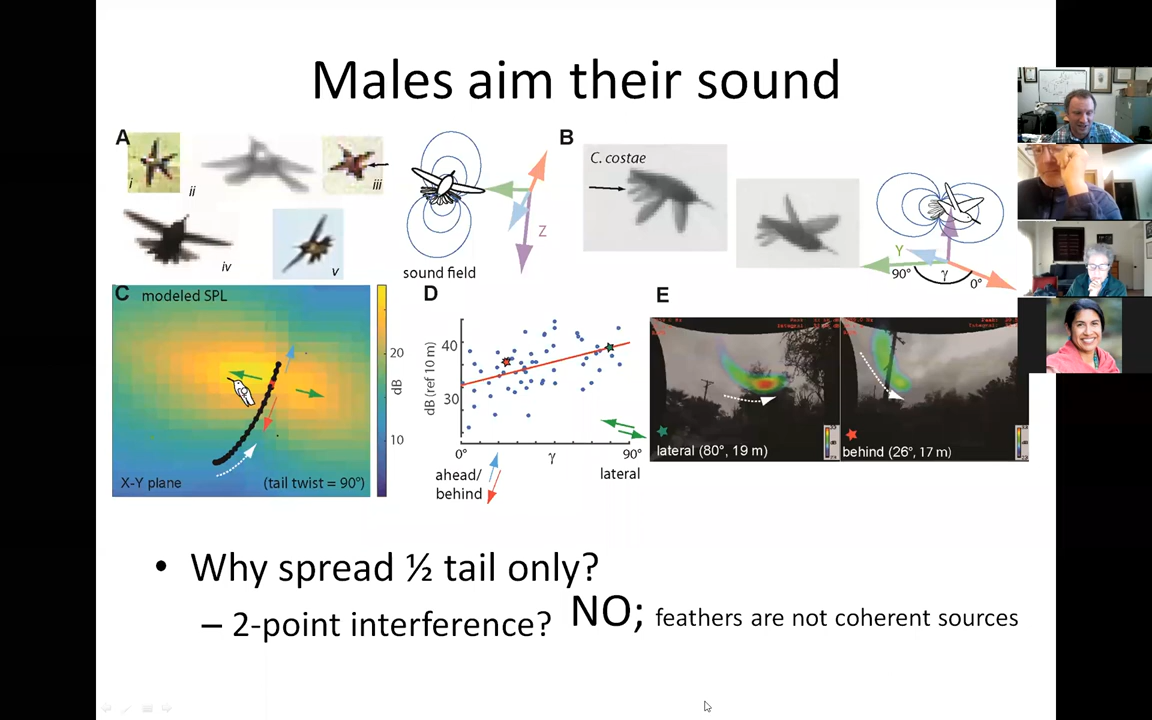 Males aim their sound
A
i
ii
iii
iv
v
Z
sound field
B
C. costae
Y
90°
γ
0°
C modeled SPL
20
dB
10
X-Y plane
(tail twist = 90°)
D
dB (ref 10 m)
40
30
0°
γ
90°
ahead/
behind
lateral
E
lateral (80°, 19 m)
behind (26°, 17 m)
• Why spread ½ tail only?
– 2-point interference? NO; feathers are not coherent sources